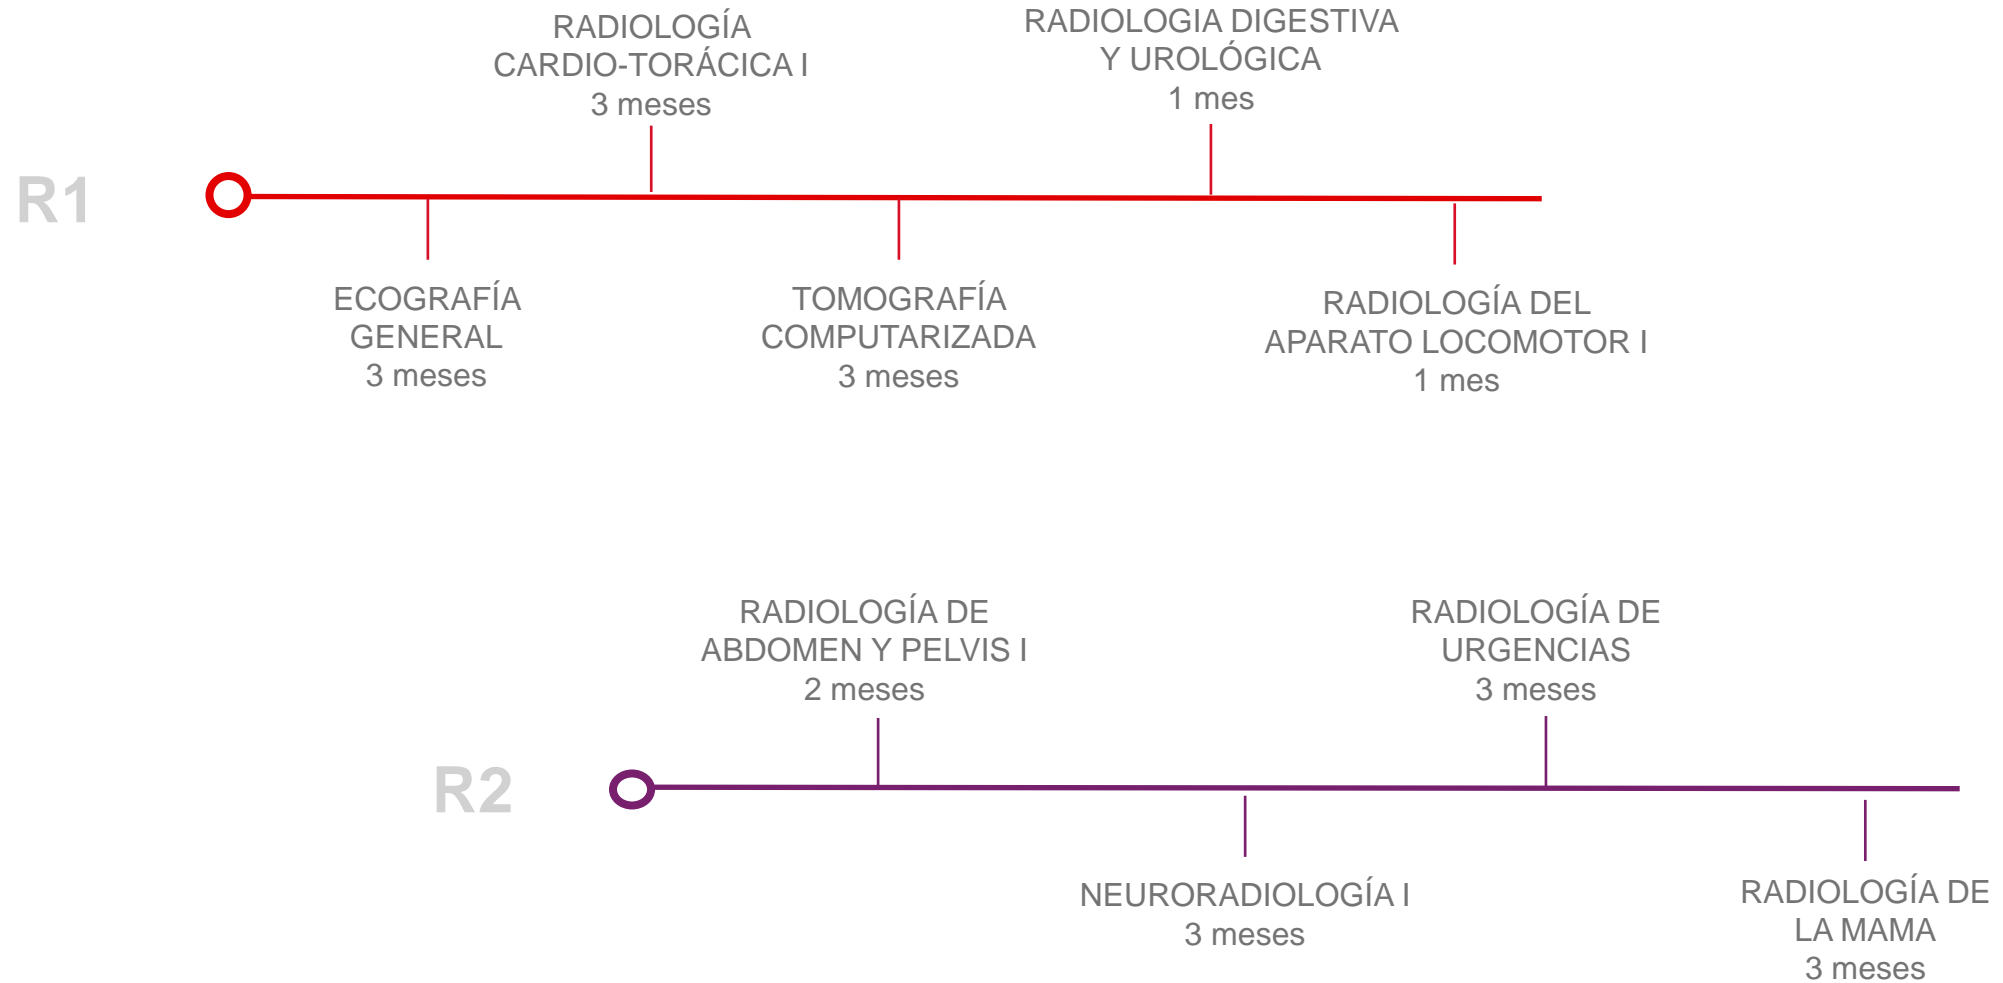 R1
ECOGRAFÍA
GENERAL
3 meses
RADIOLOGÍA
CARDIO-TORÁCICA I
3 meses
TOMOGRAFÍA
COMPUTARIZADA
3 meses
RADIOLOGIA DIGESTIVA
Y UROLÓGICA
1 mes
RADIOLOGÍA DEL
APARATO LOCOMOTOR I
1 mes
R2
RADIOLOGÍA DE
ABDOMEN Y PELVIS I
2 meses
NEURORADIOLOGÍA I
3 meses
RADIOLOGÍA DE
URGENCIAS
3 meses
RADIOLOGÍA DE
LA MAMA
3 meses